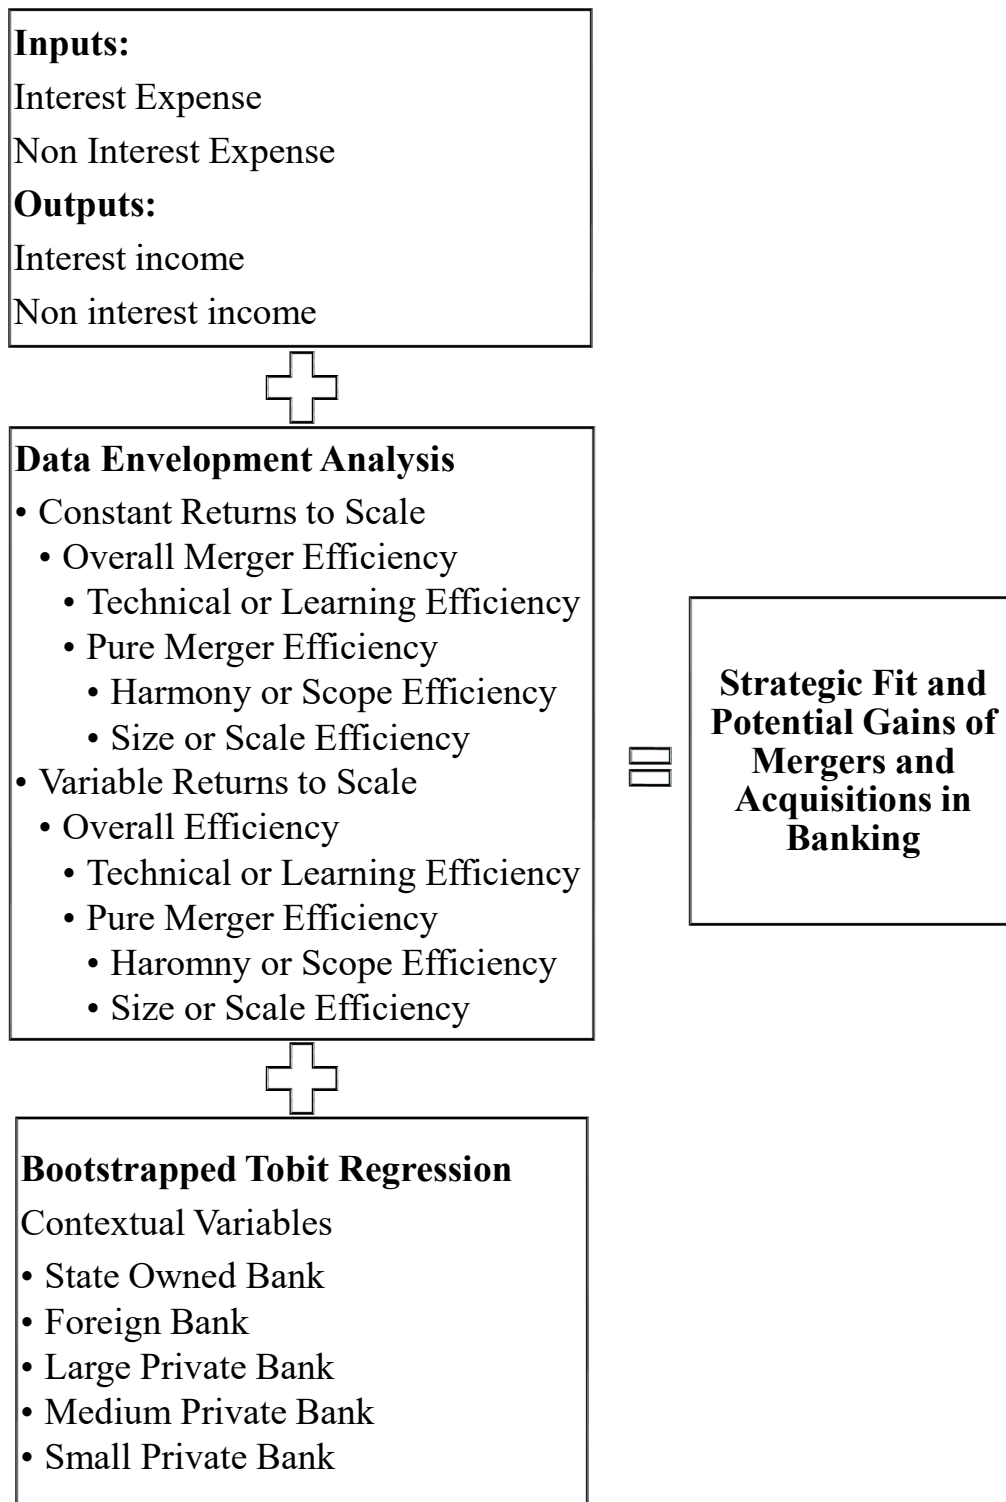 Inputs:
Interest Expense
Non Interest Expense
Outputs:
Interest income
Non interest income
Data Envelopment Analysis
• Constant Returns to Scale
• Overall Merger Efficiency
• Technical or Learning Efficiency
• Pure Merger Efficiency
• Harmony or Scope Efficiency
• Size or Scale Efficiency
• Variable Returns to Scale
• Overall Efficiency
• Technical or Learning Efficiency
• Pure Merger Efficiency
• Haromny or Scope Efficiency
• Size or Scale Efficiency
Bootstrapped Tobit Regression
Contextual Variables
• State Owned Bank
• Foreign Bank
• Large Private Bank
• Medium Private Bank
• Small Private Bank
Strategic Fit and
Potential Gains of
Mergers and
Acquisitions in
Banking